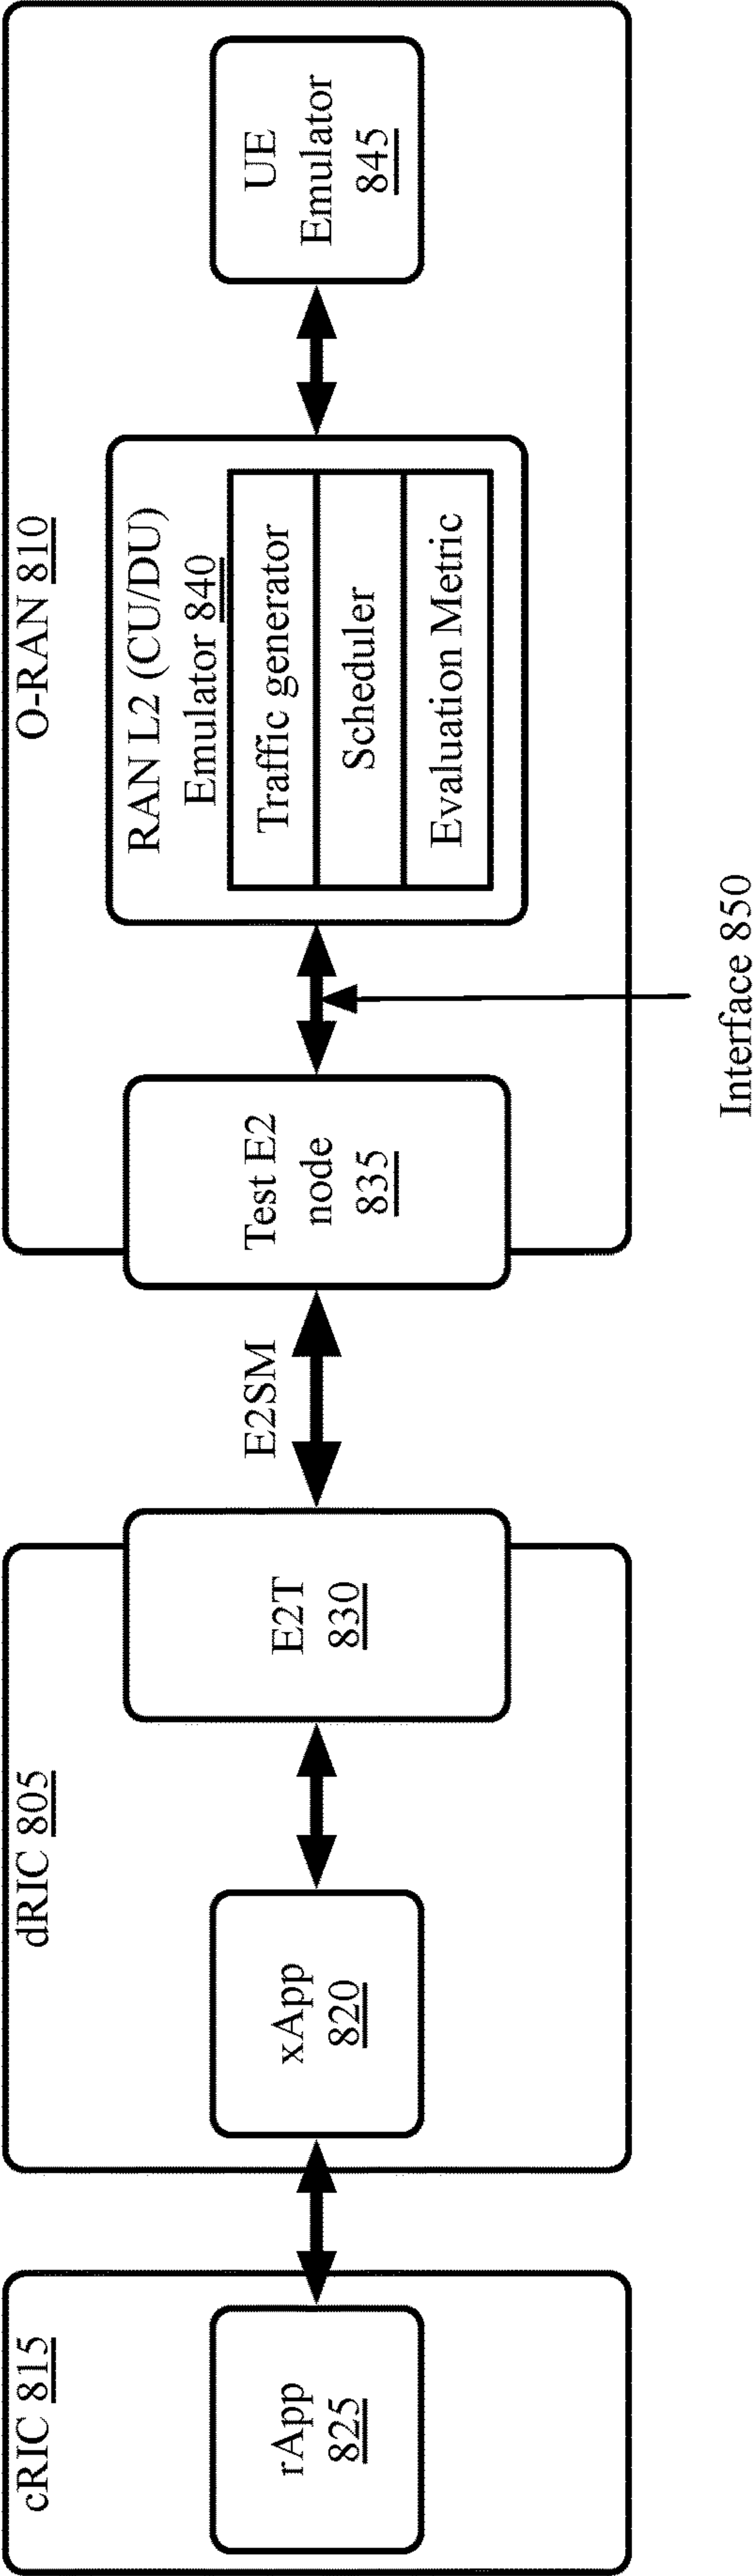 cRIC 815
rApp
825
dRIC 805
xApp
820
E2T
830
E2SM
O-RAN 810
Test E2
node
835
RAN L2 (CU/DU)
Emulator 840
Traffic generator
Scheduler
Evaluation Metric
UE
Emulator
845
Interface 850